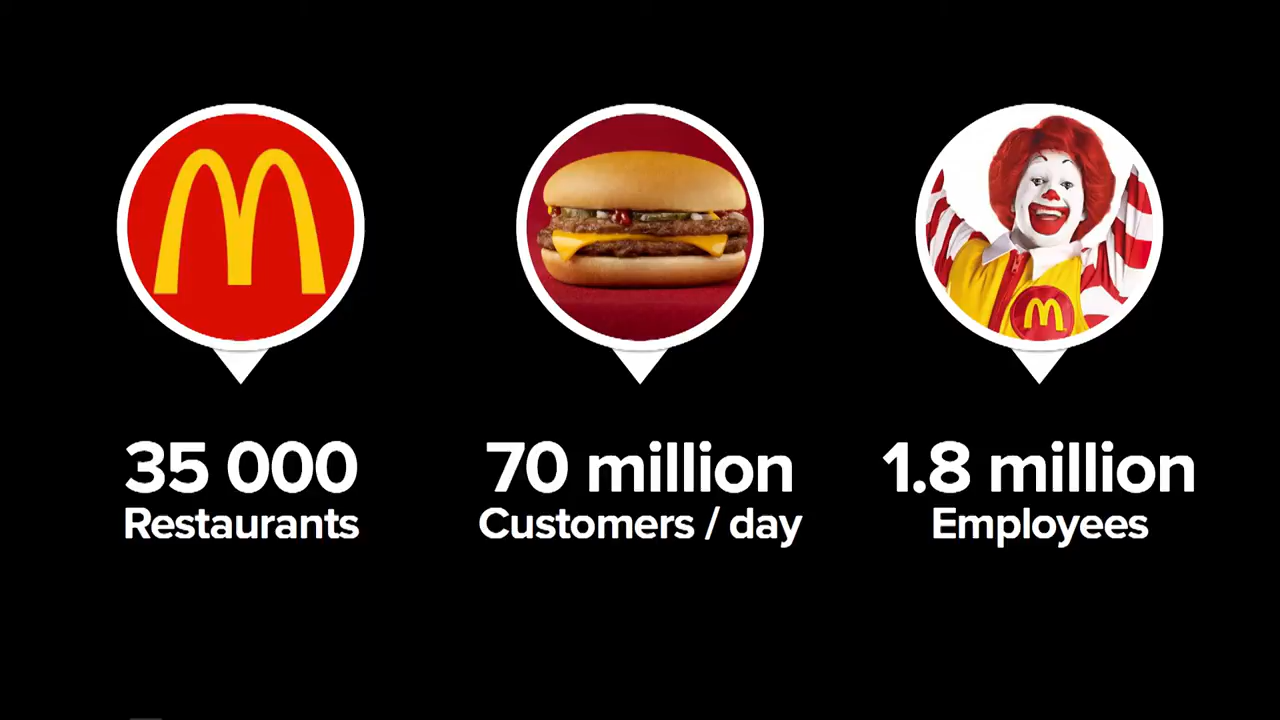 35 000
Restaurants
70 million
Customers / day
1.8 million
Employees